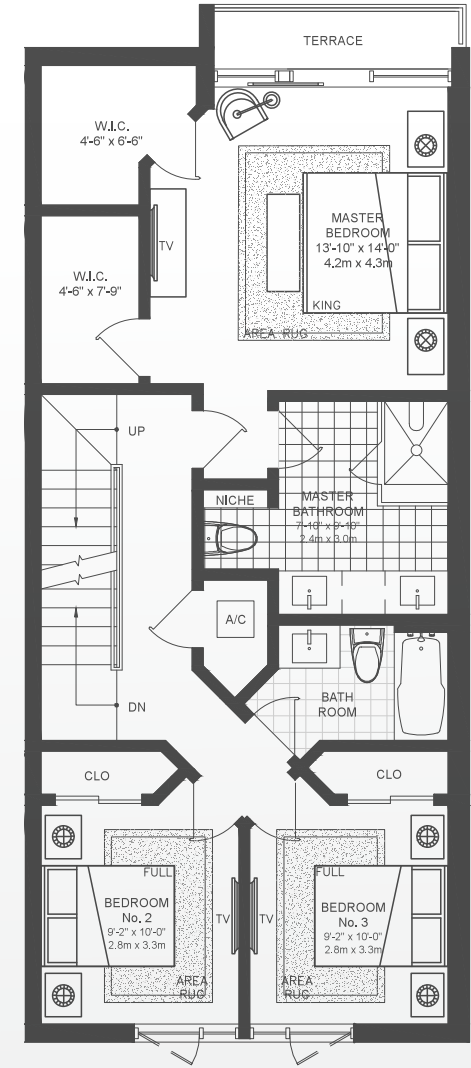 TERRACE
W.I.C.
4'-6" x 6'-6"
TV
MASTER
BEDROOM
13'-10" x 14'-0"
4.2m x 4.3m
KING
AREA RUG
W.I.C.
4'-6" x 7'-9"
UP
NICHE
MASTER
BATHROOM
7'-10" x 9'-10"
2.4m x 3.0m
A/C
DN
BATH
ROOM
CLO
CLO
FULL
BEDROOM
No. 2
9'-2" x 10'-0"
2.8m x 3.3m
AREA
RUG
TV
TV
FULL
BEDROOM
No. 3
9'-2" x 10'-0"
2.8m x 3.3m
AREA
RUG